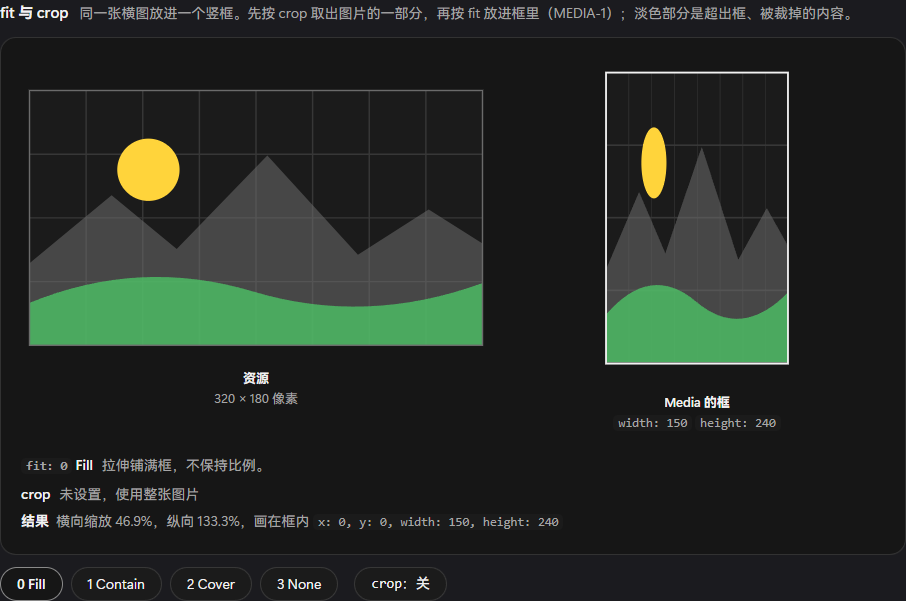 fit 与 crop 同一张横图放进一个竖框。先按 crop 取出图片的一部分，再按 fit 放进框里（MEDIA-1）；淡色部分是超出框、被裁掉的内容。
资源
320 × 180 像素
Media 的框
width: 150 height: 240
fit: 0 Fill 拉伸铺满框，不保持比例。
crop 未设置，使用整张图片
结果 横向缩放 46.9%，纵向 133.3%，画在框内 x: 0, y: 0, width: 150, height: 240
0 Fill 1 Contain 2 Cover 3 None crop: 关